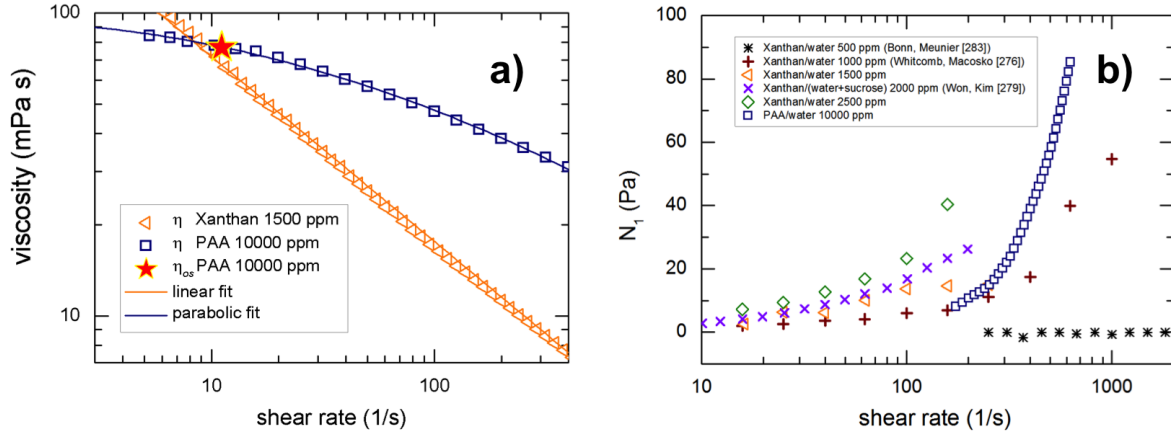 a)
100
10
viscosity (mPa s)
η Xanthan 1500 ppm
η PAA 10000 ppm
ηos PAA 10000 ppm
linear fit
parabolic fit
10
100
shear rate (1/s)
b)
100
80
60
40
20
0
N1 (Pa)
Xanthan/water 500 ppm (Bonn, Meunier [283])
Xanthan/water 1000 ppm (Whitcomb, Macosko [276]
Xanthan/water 1500 ppm
Xanthan/(water+sucrose) 2000 ppm (Won, Kim [279])
Xanthan/water 2500 ppm
PAA/water 10000 ppm
10
100
1000
shear rate (1/s)